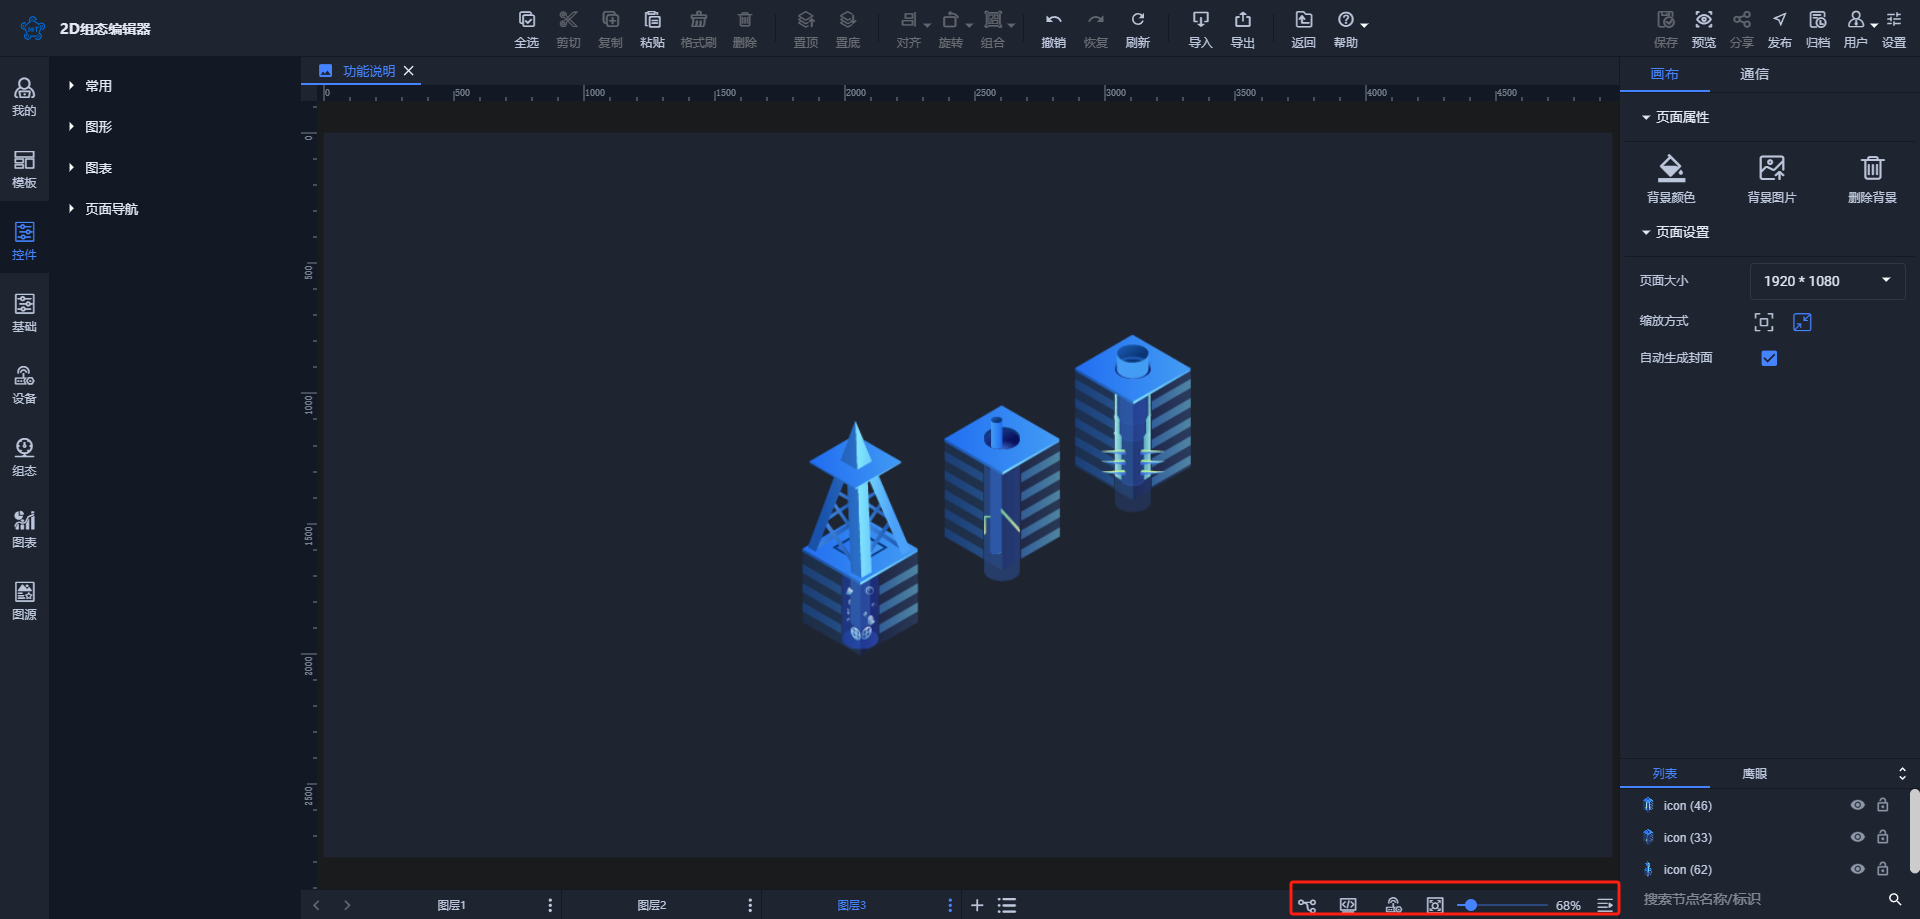 2D组态编辑器
全选 剪切 复制 粘贴 格式刷 删除 置顶 置底 对齐 旋转 组合 撤销 恢复 刷新 导入 导出 返回 帮助 保存 预览 分享 发布 归档 用户 设置
我的
模板
控件
基础
设备
组态
图表
图源
常用
图形
图表
页面导航
功能说明
0 500 1000 1500 2000 2500 3000 3500 4000 4500
0
500
1000
1500
2000
2500
画布 通信
页面属性
背景颜色 背景图片 删除背景
页面设置
页面大小 1920 * 1080
缩放方式
自动生成封面
列表 鹰眼
icon (46)
icon (33)
icon (62)
搜索节点名称/标识
图层1 图层2 图层3 68%